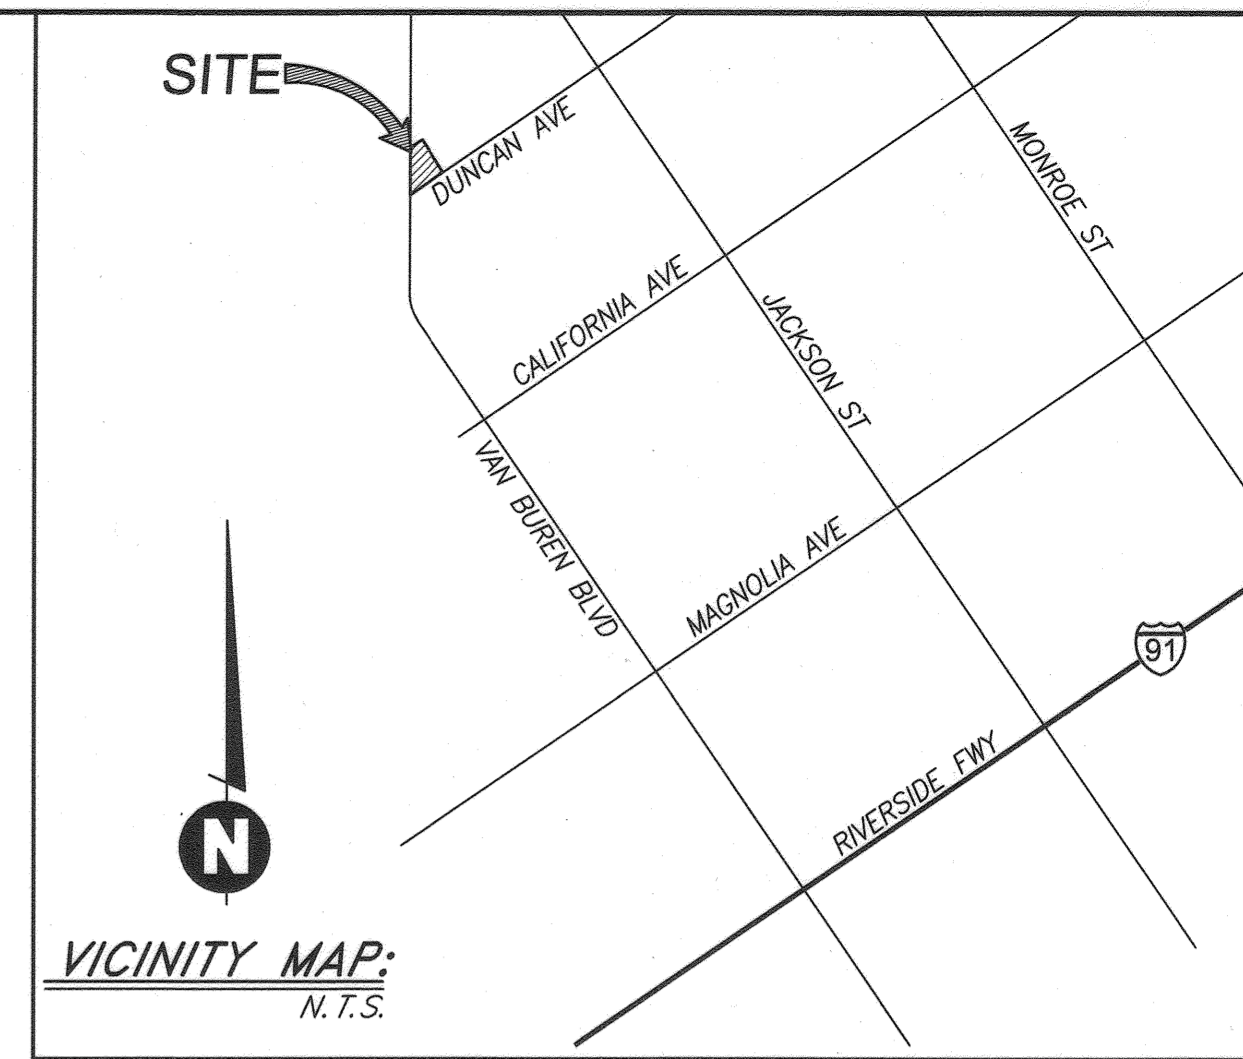 SITE
DUNCAN AVE
MONROE ST
CALIFORNIA AVE
JACKSON ST
VAN BUREN BLVD
MAGNOLIA AVE
91
RIVERSIDE FWY
N
VICINITY MAP:
N.T.S.